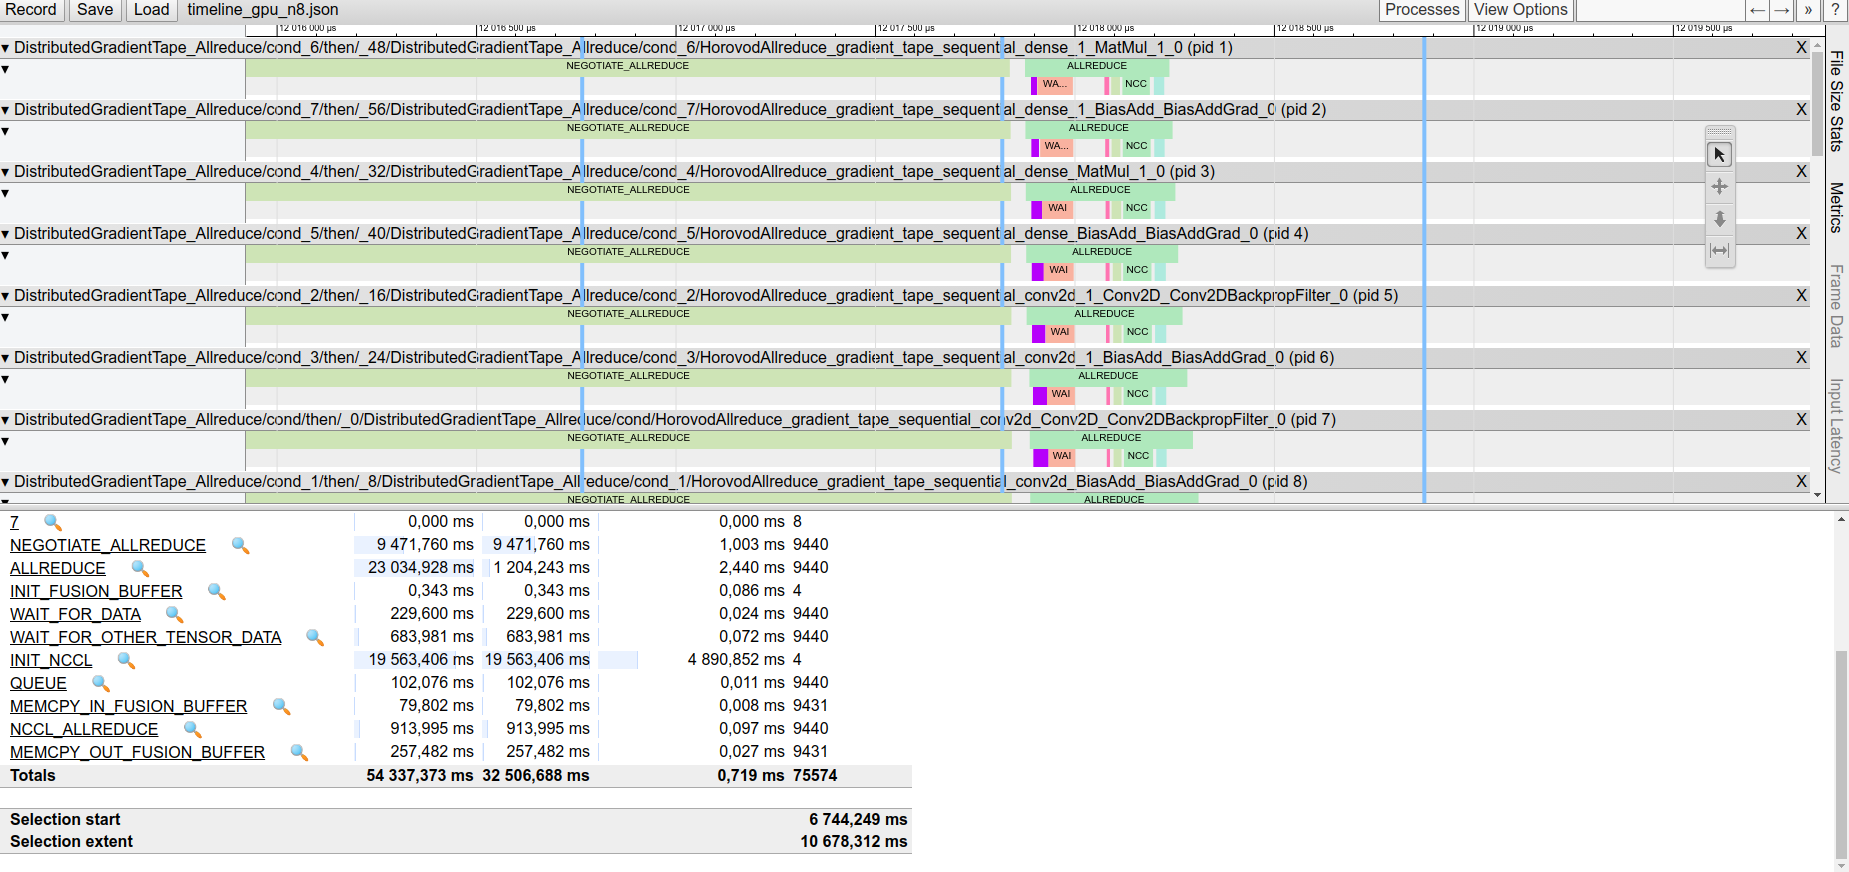 Record Save Load timeline_gpu_n8.json Processes View Options ← → » ?
12 016 000 µs 12 016 500 µs 12 017 000 µs 12 017 500 µs 12 018 000 µs 12 018 500 µs 12 019 000 µs 12 019 500 µs
DistributedGradientTape_Allreduce/cond_6/then/_48/DistributedGradientTape_Allreduce/cond_6/HorovodAllreduce_gradient_tape_sequential_dense_1_MatMul_1_0 (pid 1) X
NEGOTIATE_ALLREDUCE ALLREDUCE
WA... NCC
DistributedGradientTape_Allreduce/cond_7/then/_56/DistributedGradientTape_Allreduce/cond_7/HorovodAllreduce_gradient_tape_sequential_dense_1_BiasAdd_BiasAddGrad_0 (pid 2) X
NEGOTIATE_ALLREDUCE ALLREDUCE
WA... NCC
DistributedGradientTape_Allreduce/cond_4/then/_32/DistributedGradientTape_Allreduce/cond_4/HorovodAllreduce_gradient_tape_sequential_dense_MatMul_1_0 (pid 3) X
NEGOTIATE_ALLREDUCE ALLREDUCE
WAI NCC
DistributedGradientTape_Allreduce/cond_5/then/_40/DistributedGradientTape_Allreduce/cond_5/HorovodAllreduce_gradient_tape_sequential_dense_BiasAdd_BiasAddGrad_0 (pid 4) X
NEGOTIATE_ALLREDUCE ALLREDUCE
WAI NCC
DistributedGradientTape_Allreduce/cond_2/then/_16/DistributedGradientTape_Allreduce/cond_2/HorovodAllreduce_gradient_tape_sequential_conv2d_1_Conv2D_Conv2DBackpropFilter_0 (pid 5) X
NEGOTIATE_ALLREDUCE ALLREDUCE
WAI NCC
DistributedGradientTape_Allreduce/cond_3/then/_24/DistributedGradientTape_Allreduce/cond_3/HorovodAllreduce_gradient_tape_sequential_conv2d_1_BiasAdd_BiasAddGrad_0 (pid 6) X
NEGOTIATE_ALLREDUCE ALLREDUCE
WAI NCC
DistributedGradientTape_Allreduce/cond/then/_0/DistributedGradientTape_Allreduce/cond/HorovodAllreduce_gradient_tape_sequential_conv2d_Conv2D_Conv2DBackpropFilter_0 (pid 7) X
NEGOTIATE_ALLREDUCE ALLREDUCE
WAI NCC
DistributedGradientTape_Allreduce/cond_1/then/_8/DistributedGradientTape_Allreduce/cond_1/HorovodAllreduce_gradient_tape_sequential_conv2d_BiasAdd_BiasAddGrad_0 (pid 8) X
NEGOTIATE_ALLREDUCE ALLREDUCE
File Size Stats
Metrics
Frame Data
Input Latency
7 0,000 ms 0,000 ms 0,000 ms 8
NEGOTIATE_ALLREDUCE 9 471,760 ms 9 471,760 ms 1,003 ms 9440
ALLREDUCE 23 034,928 ms 1 204,243 ms 2,440 ms 9440
INIT_FUSION_BUFFER 0,343 ms 0,343 ms 0,086 ms 4
WAIT_FOR_DATA 229,600 ms 229,600 ms 0,024 ms 9440
WAIT_FOR_OTHER_TENSOR_DATA 683,981 ms 683,981 ms 0,072 ms 9440
INIT_NCCL 19 563,406 ms 19 563,406 ms 4 890,852 ms 4
QUEUE 102,076 ms 102,076 ms 0,011 ms 9440
MEMCPY_IN_FUSION_BUFFER 79,802 ms 79,802 ms 0,008 ms 9431
NCCL_ALLREDUCE 913,995 ms 913,995 ms 0,097 ms 9440
MEMCPY_OUT_FUSION_BUFFER 257,482 ms 257,482 ms 0,027 ms 9431
Totals 54 337,373 ms 32 506,688 ms 0,719 ms 75574
Selection start 6 744,249 ms
Selection extent 10 678,312 ms